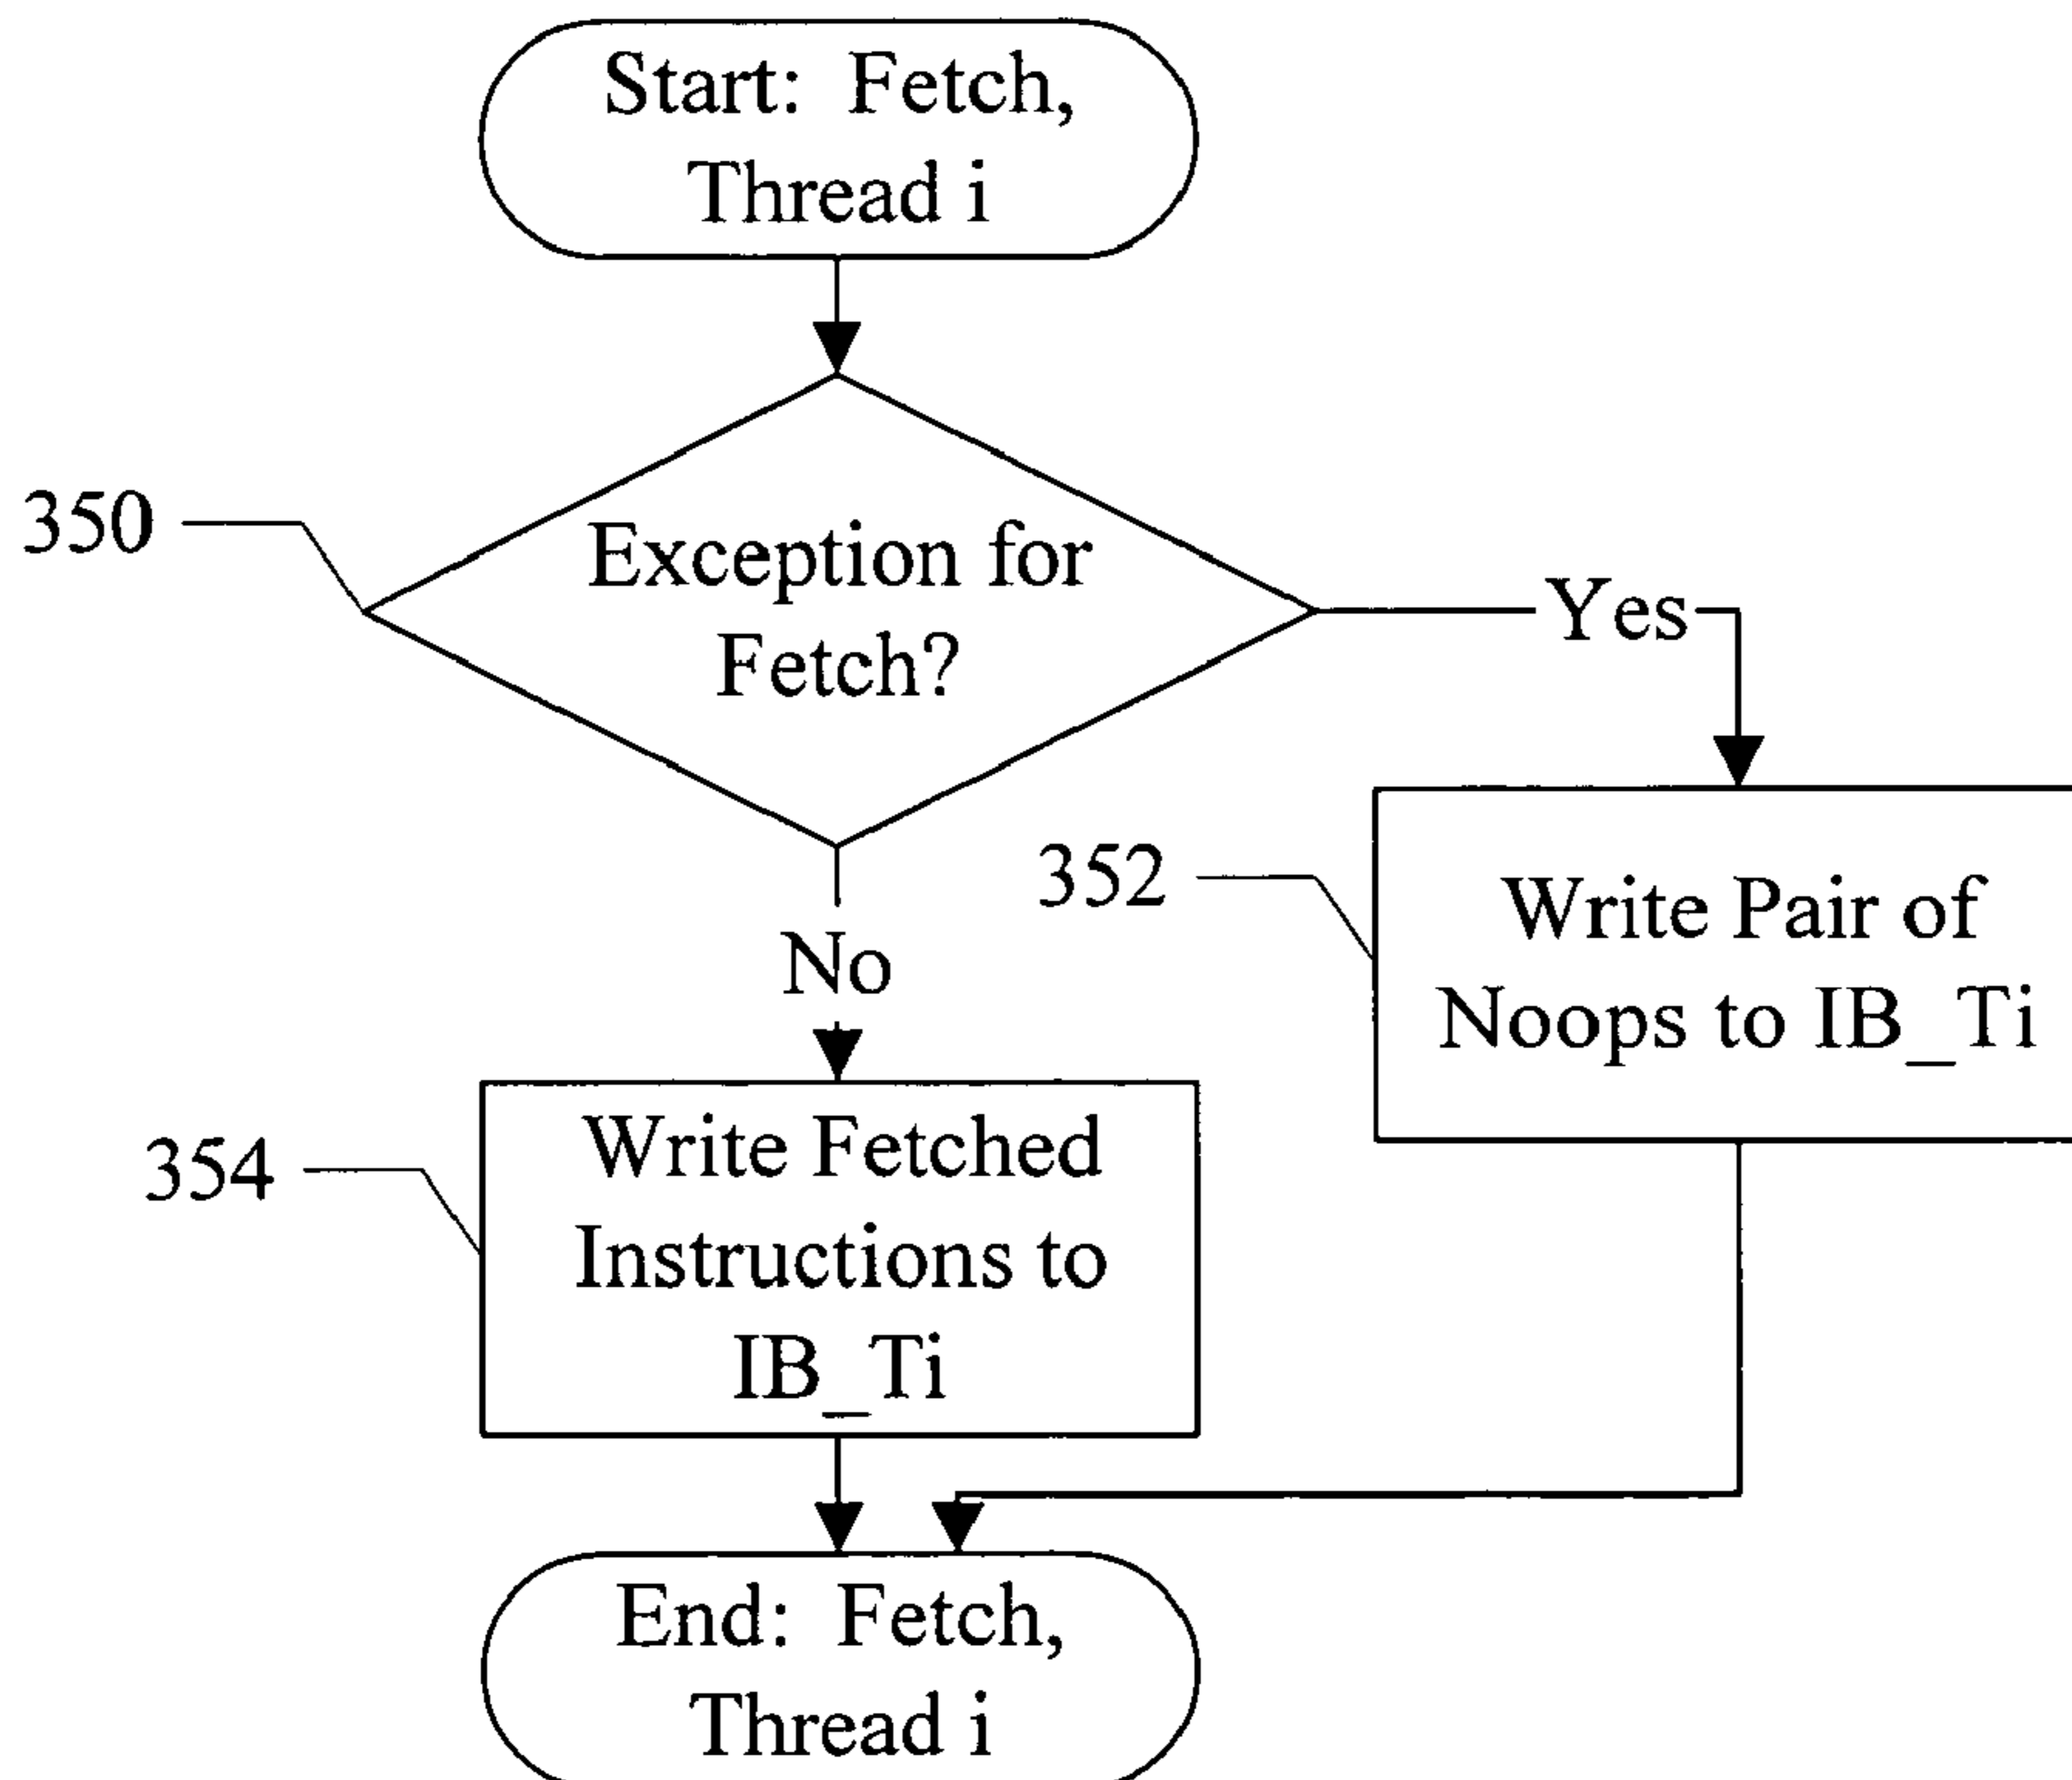 Start: Fetch,
Thread i
350
Exception for
Fetch?
Yes
No
352
Write Pair of
Noops to IB_Ti
354
Write Fetched
Instructions to
IB_Ti
End: Fetch,
Thread i